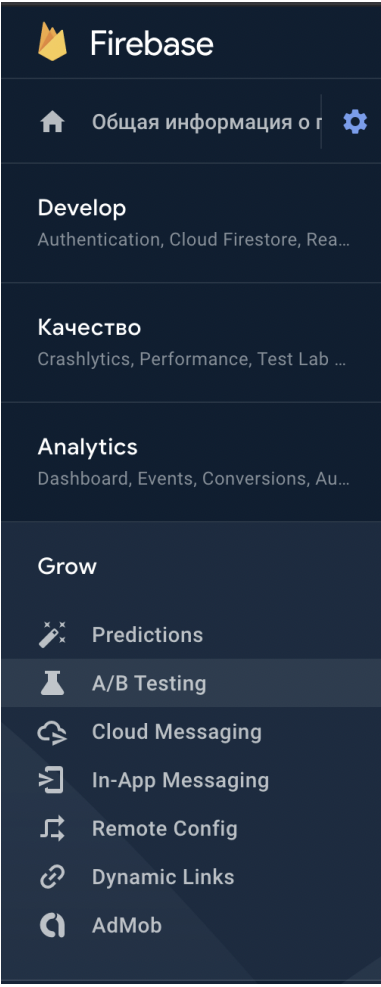 Firebase
Общая информация о п
Develop
Authentication, Cloud Firestore, Rea...
Качество
Crashlytics, Performance, Test Lab ...
Analytics
Dashboard, Events, Conversions, Au...
Grow
Predictions
A/B Testing
Cloud Messaging
In-App Messaging
Remote Config
Dynamic Links
AdMob